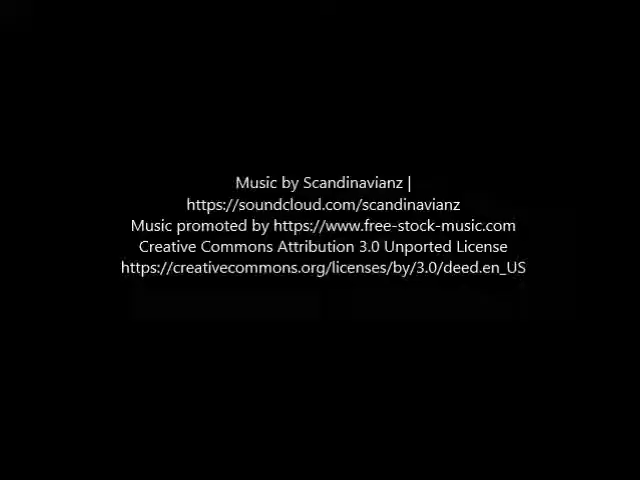 Music by Scandinavianz |
https://soundcloud.com/scandinavianz
Music promoted by https://www.free-stock-music.com
Creative Commons Attribution 3.0 Unported License
https://creativecommons.org/licenses/by/3.0/deed.en_US